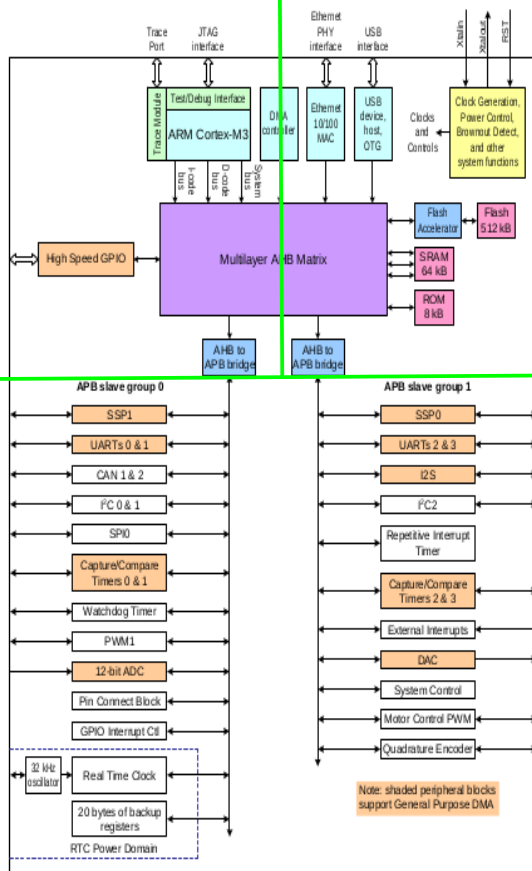 Trace
Port
JTAG
interface
Ethernet
PHY
interface
USB
interface
Xtalin
Xtalout
RST
Trace Module
Test/Debug Interface
ARM Cortex-M3
DMA
controller
Ethernet
10/100
MAC
USB
device,
host,
OTG
Clocks
and
Controls
Clock Generation,
Power Control,
Brownout Detect,
and other
system functions
I-code
bus
D-code
bus
System
bus
High Speed GPIO
Multilayer AHB Matrix
Flash
Accelerator
Flash
512 kB
SRAM
64 kB
ROM
8 kB
AHB to
APB bridge
AHB to
APB bridge
APB slave group 0
SSP1
UARTs 0 & 1
CAN 1 & 2
I²C 0 & 1
SPI0
Capture/Compare
Timers 0 & 1
Watchdog Timer
PWM1
12-bit ADC
Pin Connect Block
GPIO Interrupt Ctl
32 kHz
oscillator
Real Time Clock
20 bytes of backup
registers
RTC Power Domain
APB slave group 1
SSP0
UARTs 2 & 3
I2S
I²C2
Repetitive Interrupt
Timer
Capture/Compare
Timers 2 & 3
External Interrupts
DAC
System Control
Motor Control PWM
Quadrature Encoder
Note: shaded peripheral blocks
support General Purpose DMA